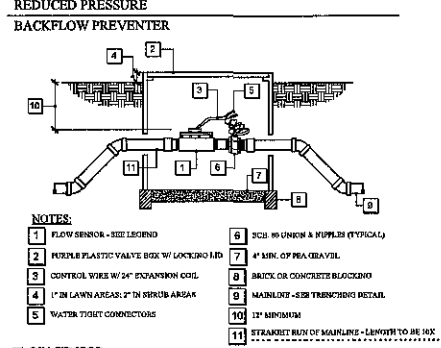 REDUCED PRESSURE
BACKFLOW PREVENTER
4
2
3
5
10
11
1
6
7
8
9
NOTES:
1 FLOW SENSOR - SEE LEGEND
2 PURPLE PLASTIC VALVE BOX W/ LOCKING LID
3 CONTROL WIRE W/ 24" EXPANSION COIL
4 1" IN LAWN AREAS; 2" IN SHRUB AREAS
5 WATER TIGHT CONNECTORS
6 SCH. 80 UNION & NIPPLES (TYPICAL)
7 4" MIN. OF PEA GRAVEL
8 BRICK OR CONCRETE BLOCKING
9 MAINLINE - SEE TRENCHING DETAIL
10 12" MINIMUM
11 STRAIGHT RUN OF MAINLINE - LENGTH TO BE 10X